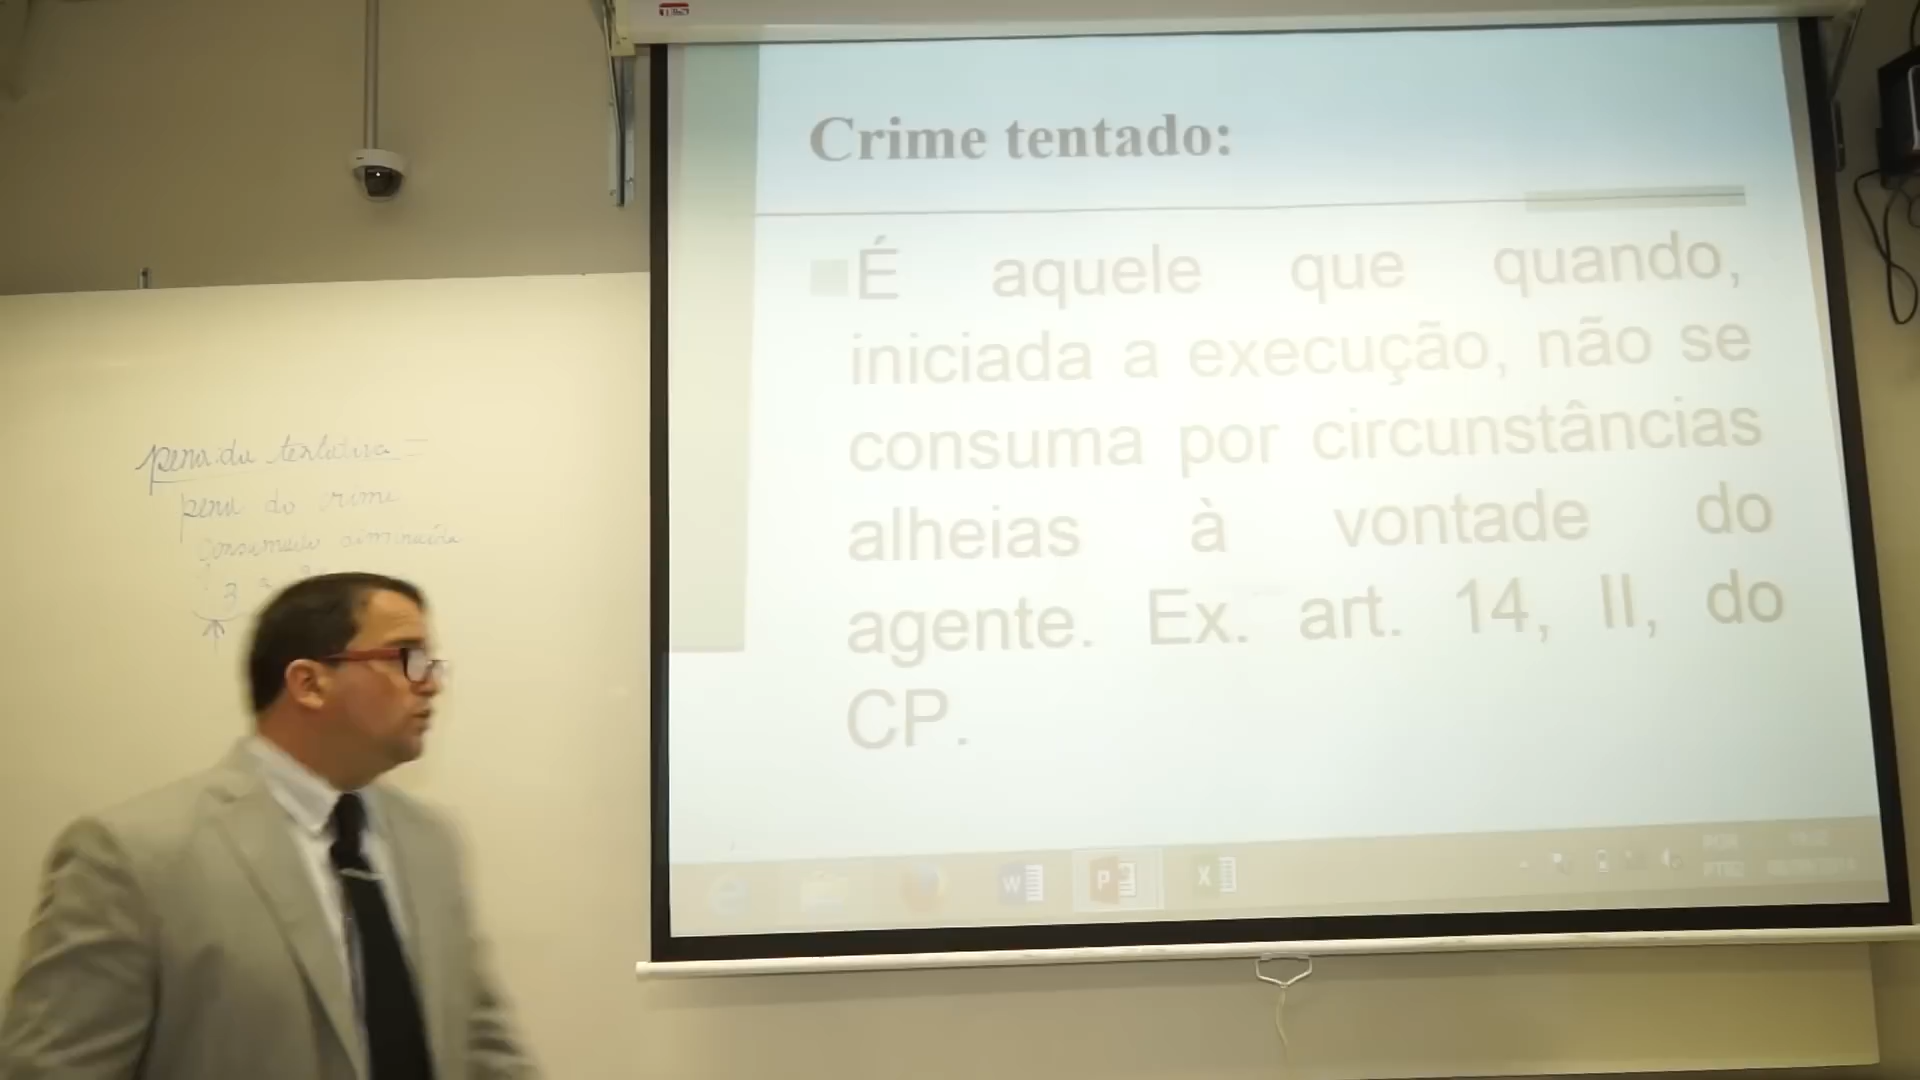 Crime tentado:
É aquele que quando,
iniciada a execução, não se
consuma por circunstâncias
alheias à vontade do
agente. Ex. art. 14, II, do
CP.
pena da tentativa =
pena do crime
consumado diminuída
3